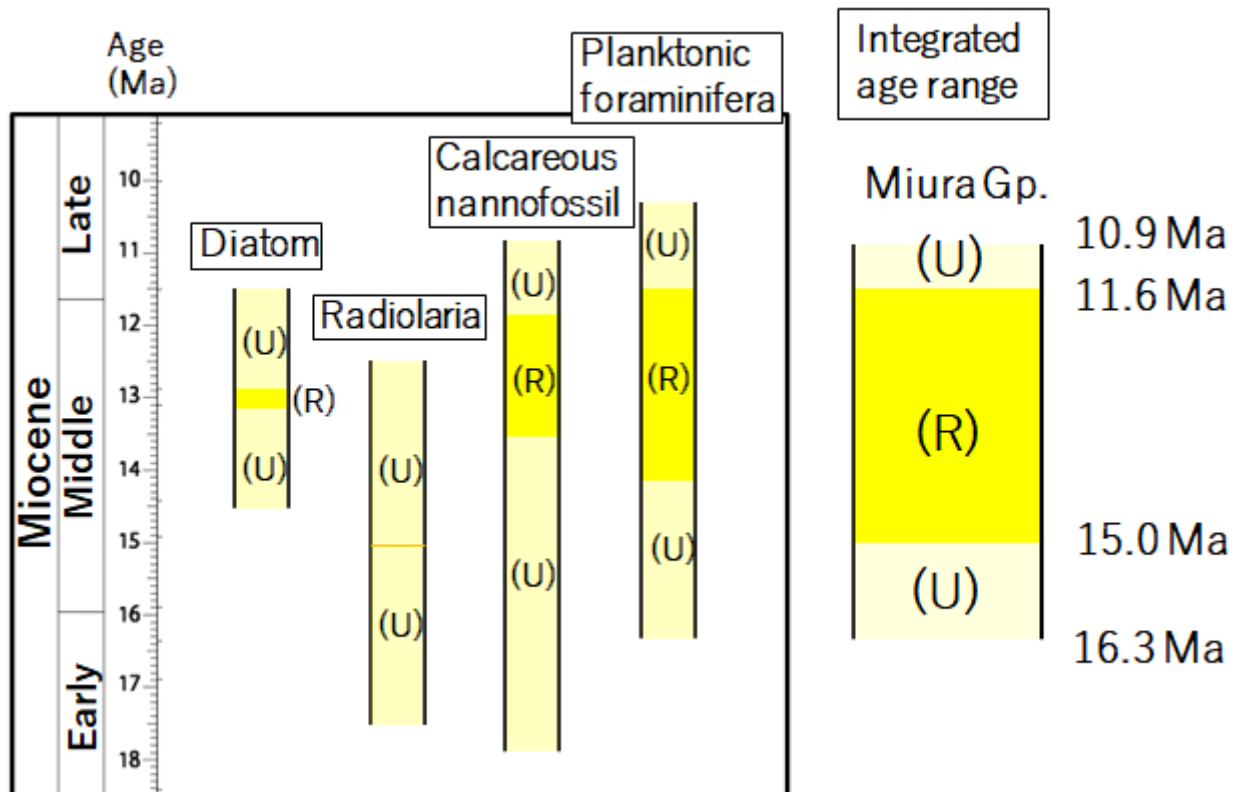 Age
(Ma)
Planktonic
foraminifera
Integrated
age range
Calcareous
nannofossil
Miura Gp.
Diatom
Radiolaria
Miocene
Late
Middle
Early
10
11
12
13
14
15
16
17
18
(U)
(R)
(U)
(U)
(U)
(U)
(R)
(U)
(U)
(R)
(U)
(U)
(R)
(U)
10.9 Ma
11.6 Ma
15.0 Ma
16.3 Ma